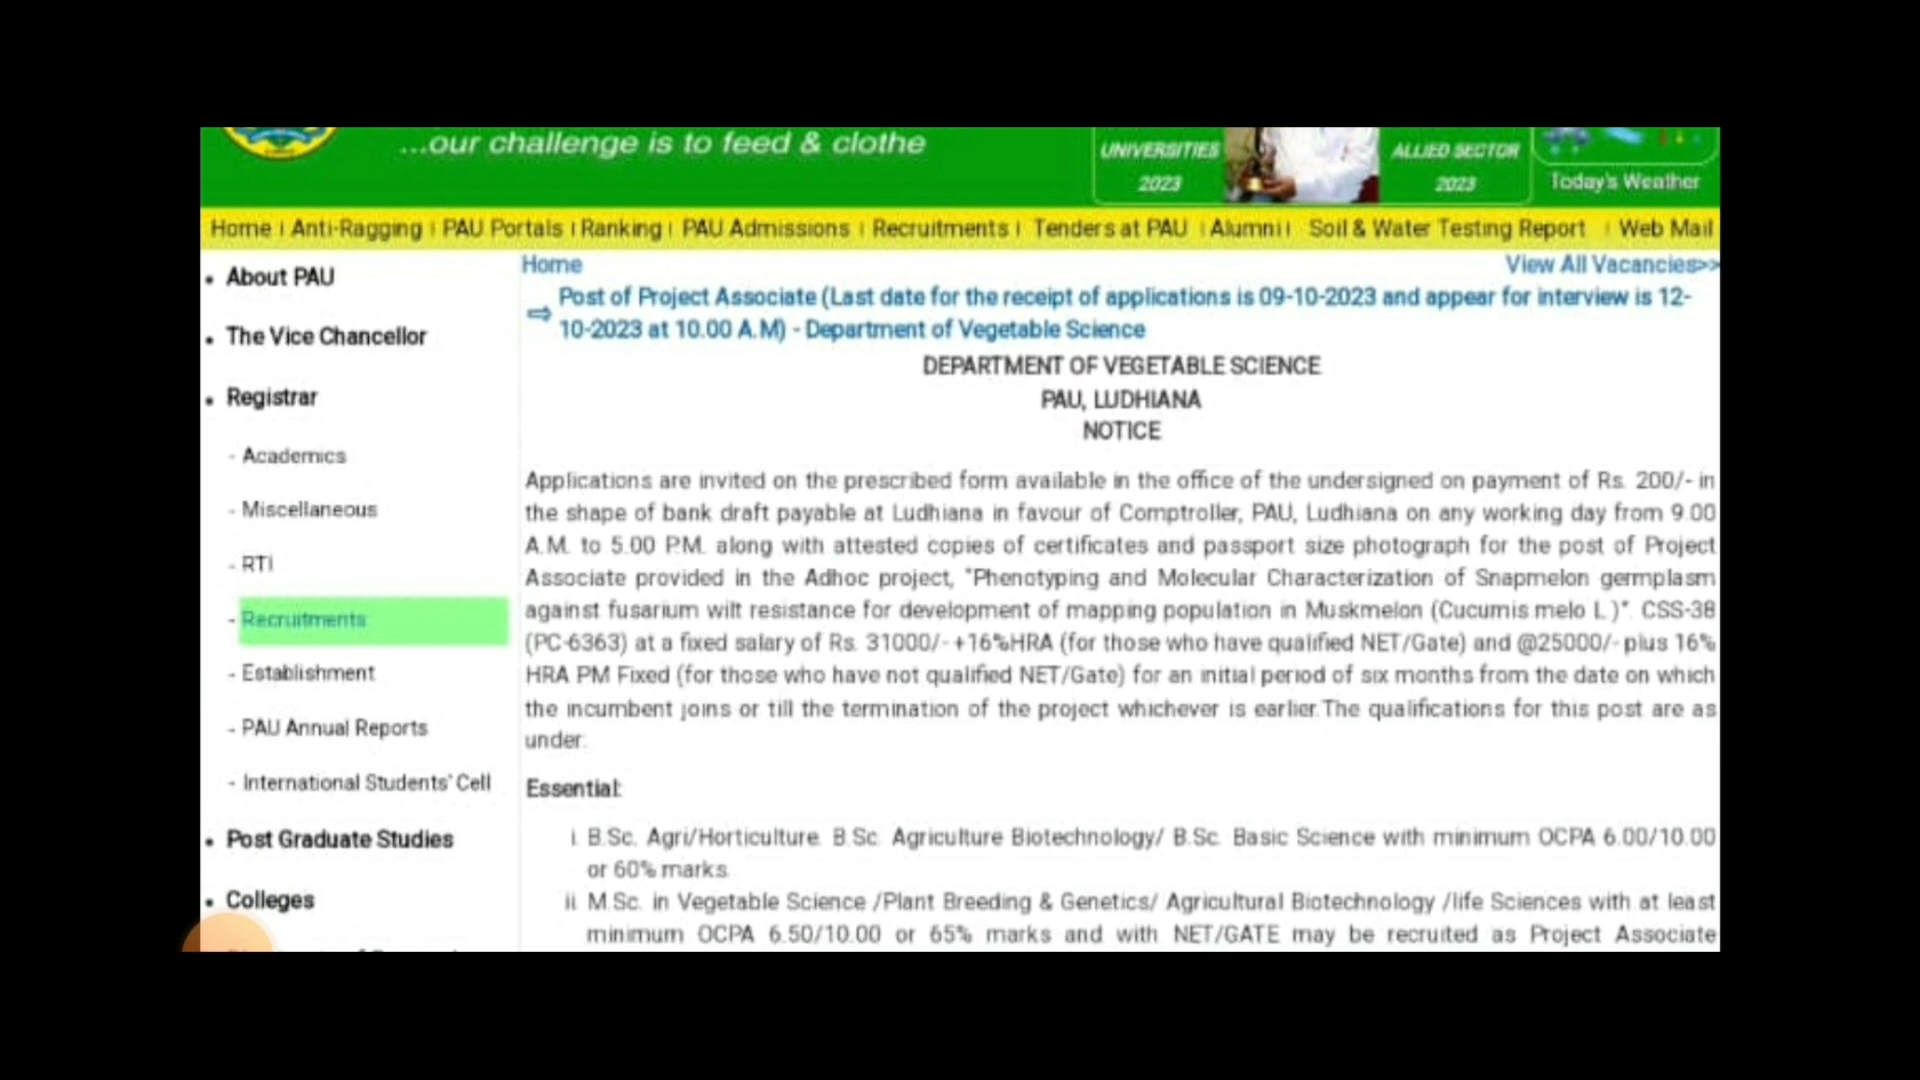 ...our challenge is to feed & clothe
UNIVERSITIES
2023
ALLIED SECTOR
2023
Today's Weather
Home | Anti-Ragging | PAU Portals | Ranking | PAU Admissions | Recruitments | Tenders at PAU | Alumni | Soil & Water Testing Report | Web Mail
• About PAU
• The Vice Chancellor
• Registrar
- Academics
- Miscellaneous
- RTI
- Recruitments
- Establishment
- PAU Annual Reports
- International Students' Cell
• Post Graduate Studies
• Colleges
Home
View All Vacancies>>
⇨ Post of Project Associate (Last date for the receipt of applications is 09-10-2023 and appear for interview is 12-
10-2023 at 10.00 A.M) - Department of Vegetable Science
DEPARTMENT OF VEGETABLE SCIENCE
PAU, LUDHIANA
NOTICE
Applications are invited on the prescribed form available in the office of the undersigned on payment of Rs. 200/- in
the shape of bank draft payable at Ludhiana in favour of Comptroller, PAU, Ludhiana on any working day from 9.00
A.M. to 5.00 P.M. along with attested copies of certificates and passport size photograph for the post of Project
Associate provided in the Adhoc project, "Phenotyping and Molecular Characterization of Snapmelon germplasm
against fusarium wilt resistance for development of mapping population in Muskmelon (Cucumis melo L.)". CSS-38
(PC-6363) at a fixed salary of Rs. 31000/- +16%HRA (for those who have qualified NET/Gate) and @25000/- plus 16%
HRA PM Fixed (for those who have not qualified NET/Gate) for an initial period of six months from the date on which
the incumbent joins or till the termination of the project whichever is earlier.The qualifications for this post are as
under:
Essential:
i. B.Sc. Agri/Horticulture. B.Sc. Agriculture Biotechnology/ B.Sc. Basic Science with minimum OCPA 6.00/10.00
or 60% marks.
ii. M.Sc. in Vegetable Science /Plant Breeding & Genetics/ Agricultural Biotechnology /life Sciences with at least
minimum OCPA 6.50/10.00 or 65% marks and with NET/GATE may be recruited as Project Associate